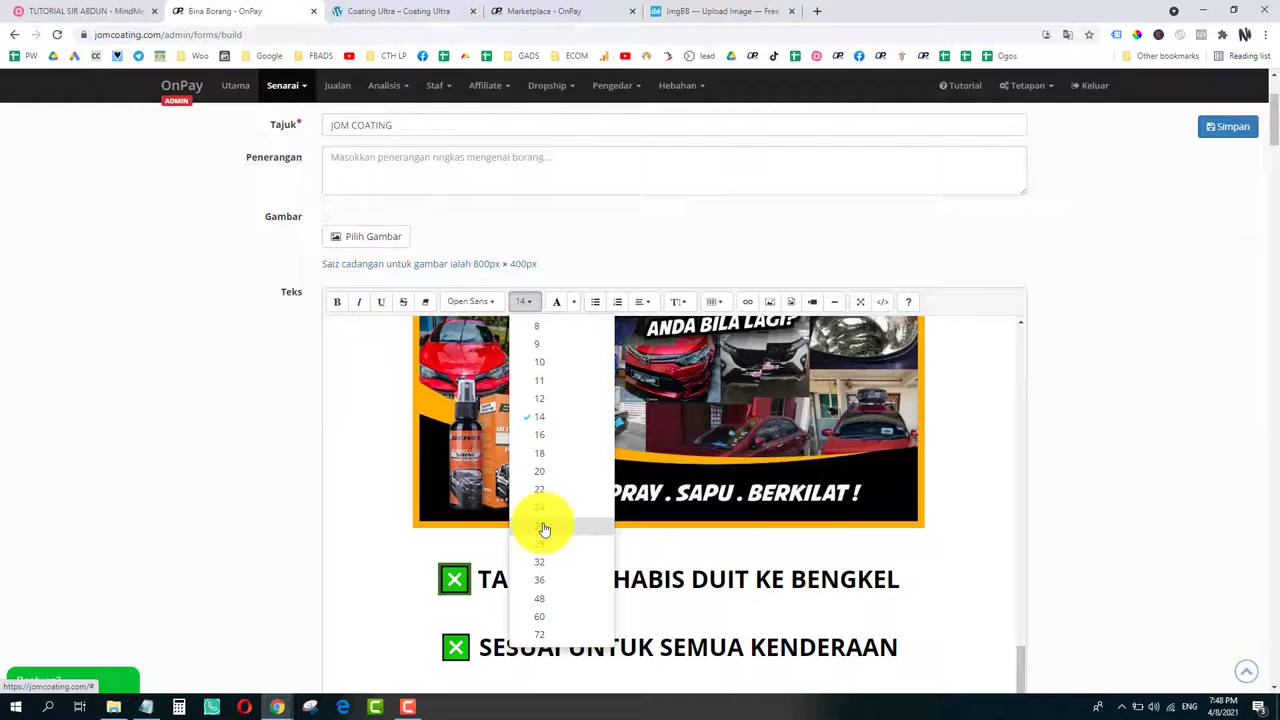 TUTORIAL SIR ADUN - MindMe
Bina Borang - OnPay
Coating Ultra – Coating Ultra
Marketplace - OnPay
ImgBB — Upload Image — Free
jomcoating.com/admin/forms/build
PW
CTH LP
FBADS
Woo
Google
GADS
ECOM
lead
Ogos
Other bookmarks
Reading list
OnPay
ADMIN
Utama
Senarai
Jualan
Analisis
Staf
Affiliate
Dropship
Pengedar
Hebahan
Tutorial
Tetapan
Keluar
Tajuk*
JOM COATING
Simpan
Penerangan
Masukkan penerangan ringkas mengenai borang...
Gambar
Pilih Gambar
Saiz cadangan untuk gambar ialah 800px × 400px
Teks
B I U S
Open Sans
14
A
8
9
10
11
12
14
16
18
20
22
24
32
36
48
60
72
ANDA BILA LAGI?
PRAY . SAPU . BERKILAT !
HABIS DUIT KE BENGKEL
SESUAI UNTUK SEMUA KENDERAAN
https://jomcoating.com/#
7:48 PM
4/8/2021